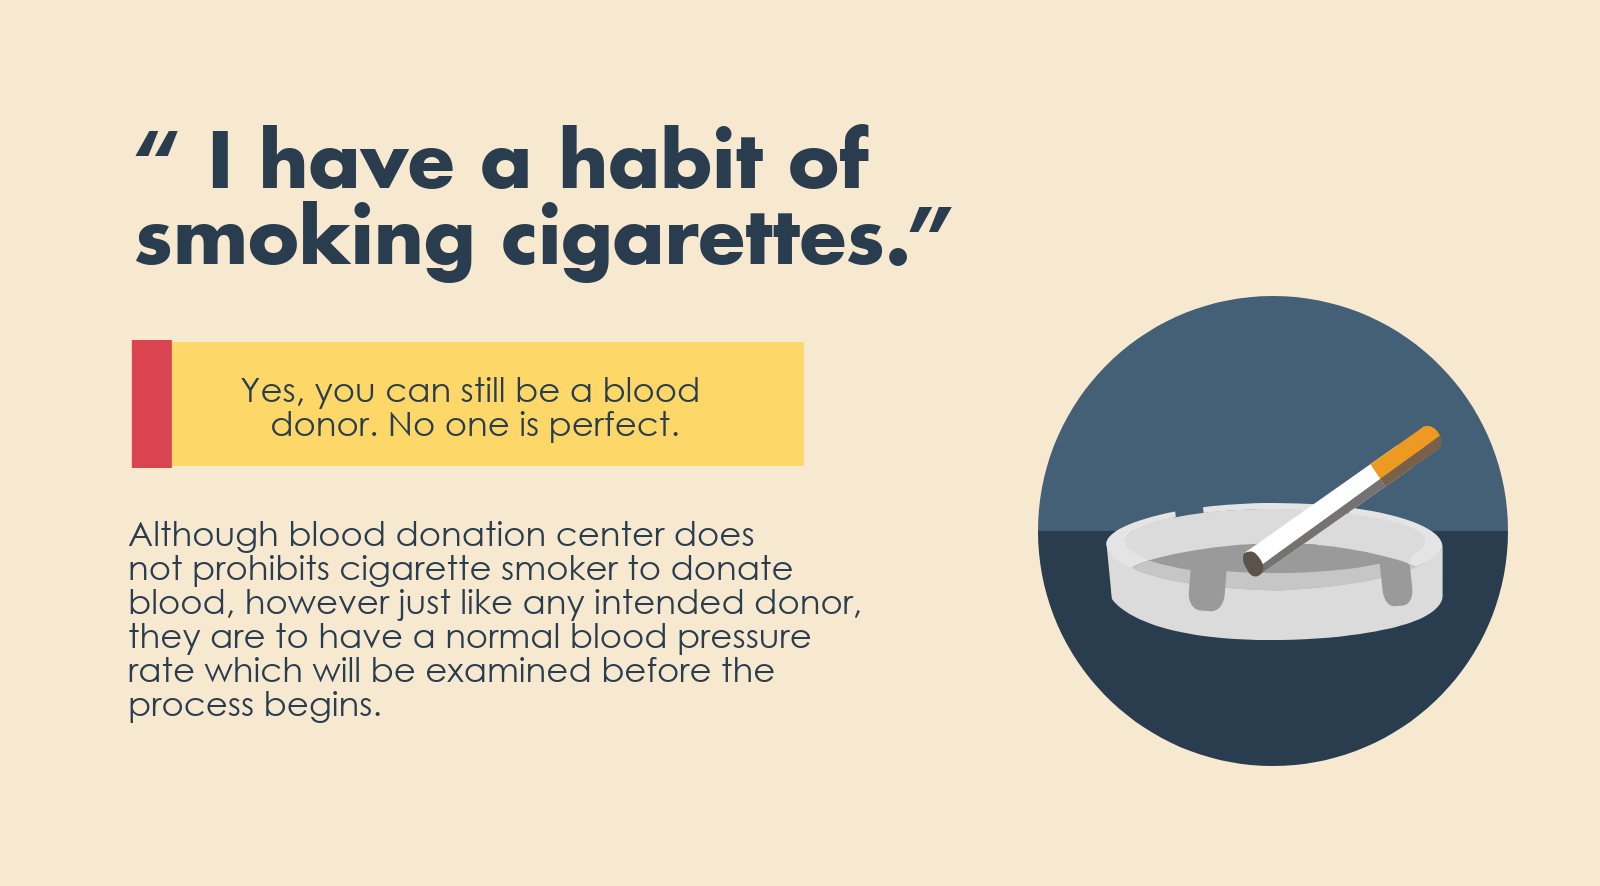 “ I have a habit of
smoking cigarettes.”
Yes, you can still be a blood
donor. No one is perfect.
Although blood donation center does
not prohibits cigarette smoker to donate
blood, however just like any intended donor,
they are to have a normal blood pressure
rate which will be examined before the
process begins.